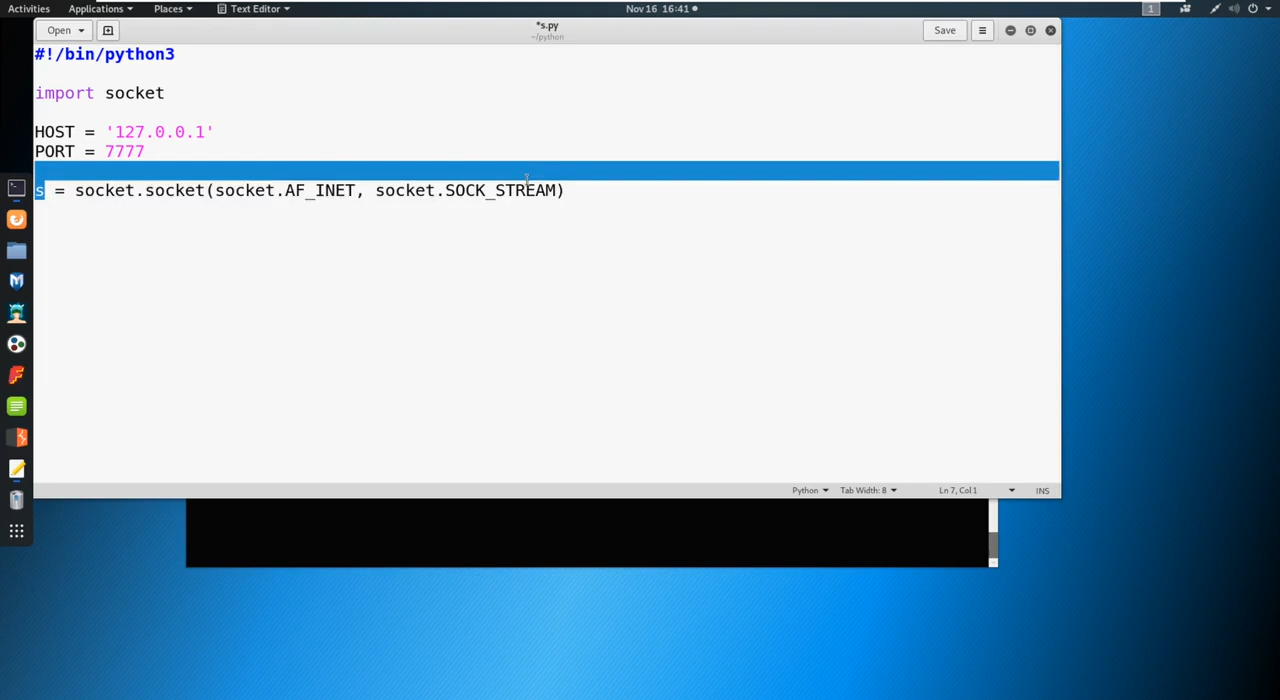 Activities Applications Places Text Editor Nov 16 16:41 1
Open *s.py Save
~/python
#!/bin/python3
import socket
HOST = '127.0.0.1'
PORT = 7777
s = socket.socket(socket.AF_INET, socket.SOCK_STREAM)
Python Tab Width: 8 Ln 7, Col 1 INS